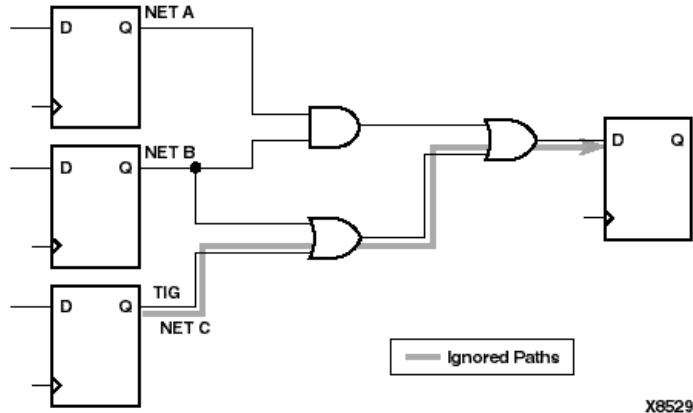 NET A
D Q
NET B
D Q
D Q
TIG
D Q
NET C
Ignored Paths
X8529